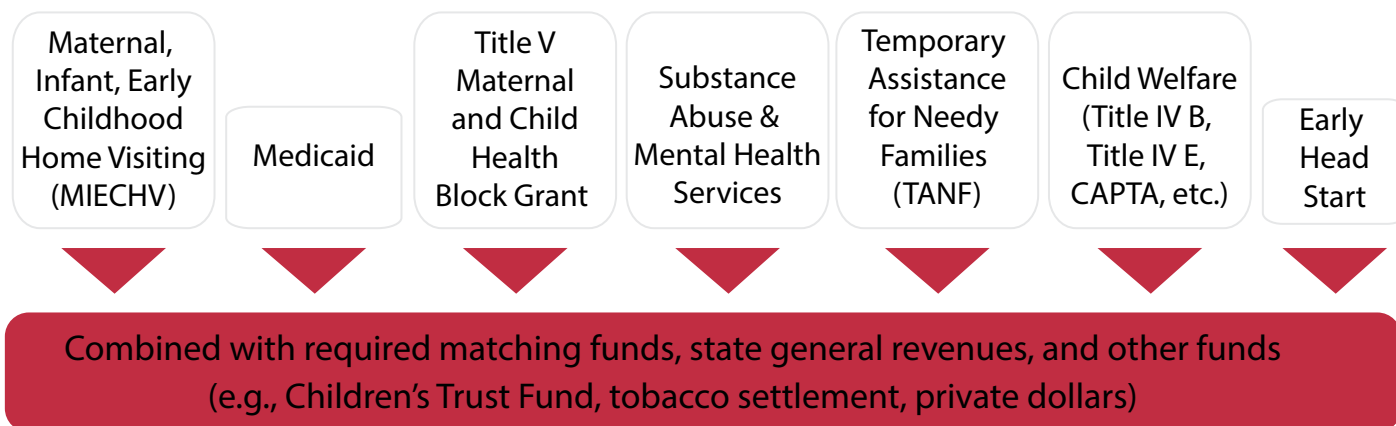 Maternal,
Infant, Early
Childhood
Home Visiting
(MIECHV)
Medicaid
Title V
Maternal
and Child
Health
Block Grant
Substance
Abuse &
Mental Health
Services
Temporary
Assistance
for Needy
Families
(TANF)
Child Welfare
(Title IV B,
Title IV E,
CAPTA, etc.)
Early
Head
Start
Combined with required matching funds, state general revenues, and other funds
(e.g., Children’s Trust Fund, tobacco settlement, private dollars)